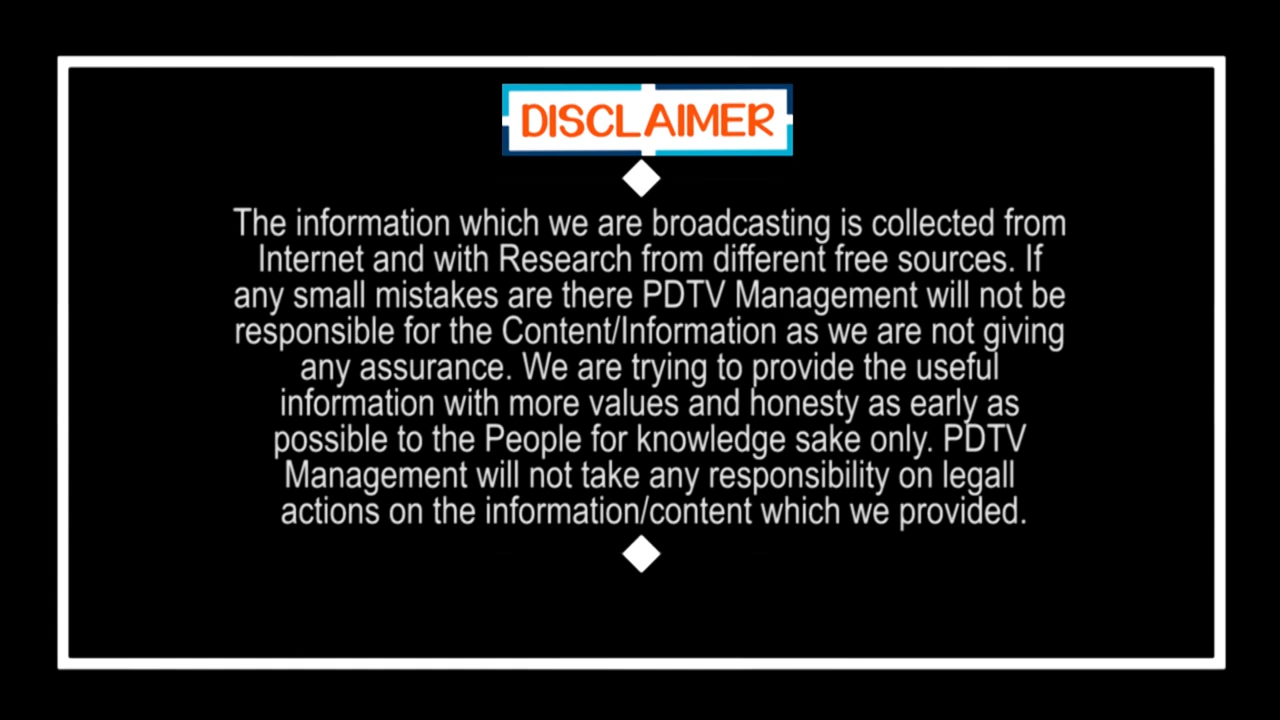 DISCLAIMER
The information which we are broadcasting is collected from
Internet and with Research from different free sources. If
any small mistakes are there PDTV Management will not be
responsible for the Content/Information as we are not giving
any assurance. We are trying to provide the useful
information with more values and honesty as early as
possible to the People for knowledge sake only. PDTV
Management will not take any responsibility on legall
actions on the information/content which we provided.